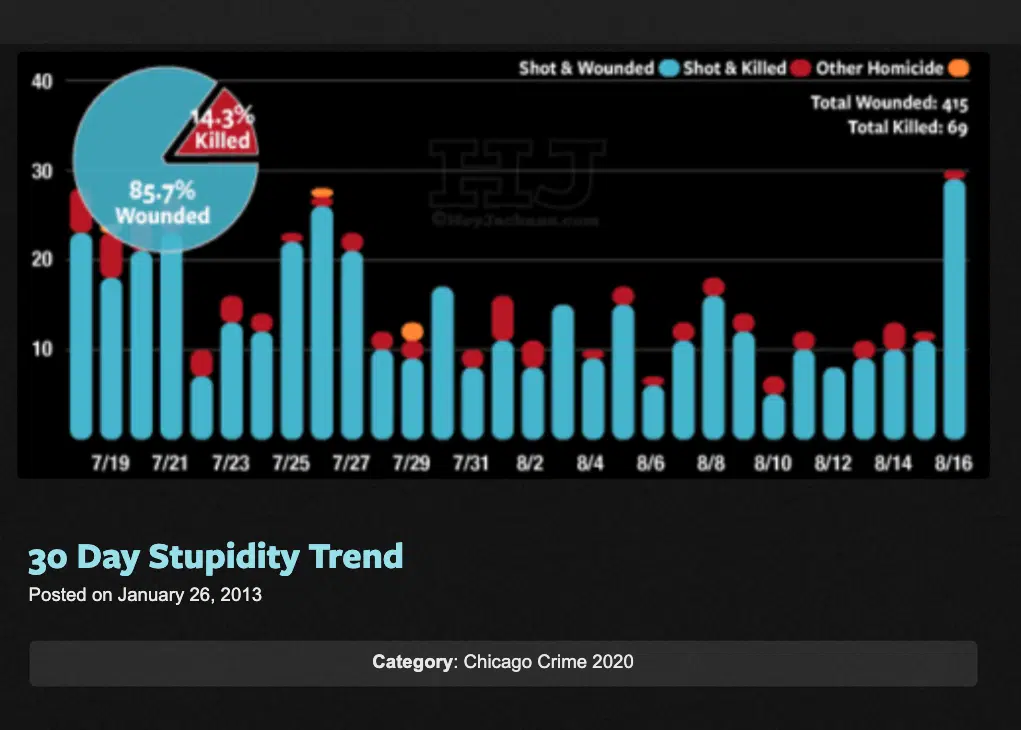 Shot & Wounded Shot & Killed Other Homicide
Total Wounded: 415
Total Killed: 69
40
30
20
10
14.3%
Killed
85.7%
Wounded
HJ
©HeyJackass.com
7/19 7/21 7/23 7/25 7/27 7/29 7/31 8/2 8/4 8/6 8/8 8/10 8/12 8/14 8/16
30 Day Stupidity Trend
Posted on January 26, 2013
Category: Chicago Crime 2020